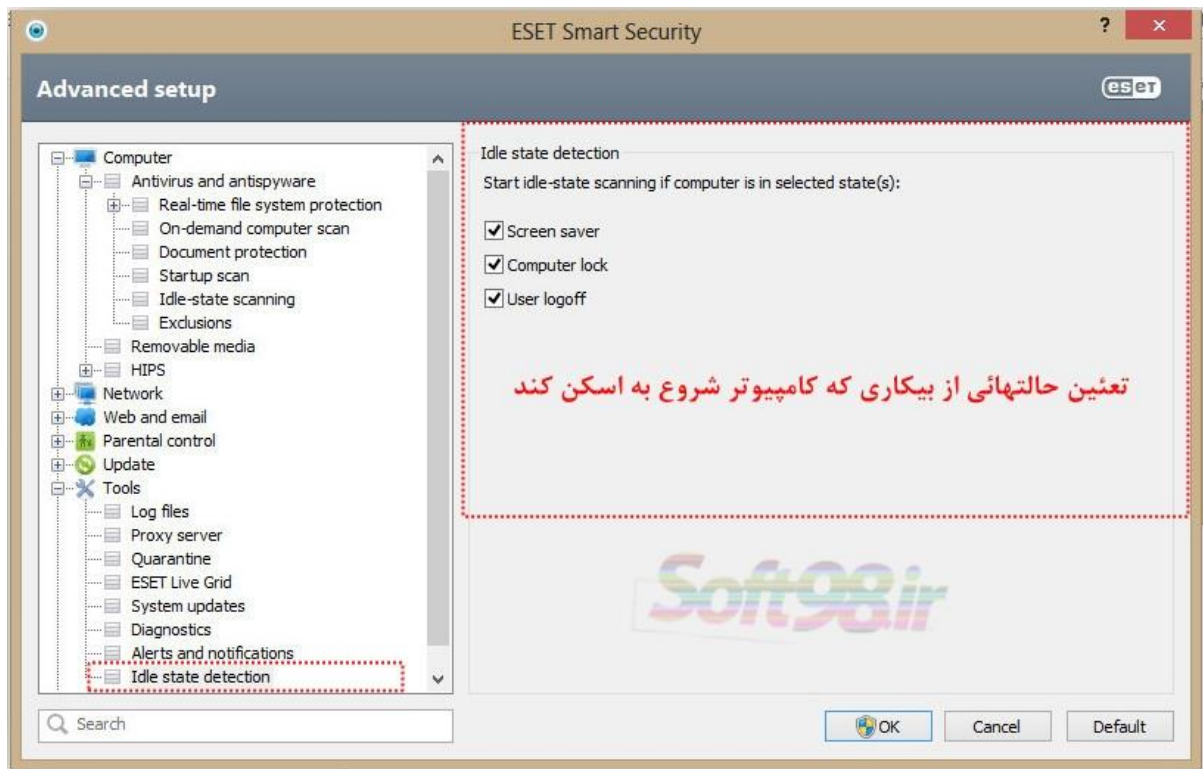 ESET Smart Security
?
Advanced setup
eseT
Computer
Antivirus and antispyware
Real-time file system protection
On-demand computer scan
Document protection
Startup scan
Idle-state scanning
Exclusions
Removable media
HIPS
Network
Web and email
Parental control
Update
Tools
Log files
Proxy server
Quarantine
ESET Live Grid
System updates
Diagnostics
Alerts and notifications
Idle state detection
Search
Idle state detection
Start idle-state scanning if computer is in selected state(s):
Screen saver
Computer lock
User logoff
تعئین حالتهائی از بیکاری که کامپیوتر شروع به اسکن کند
Soft98.ir
OK
Cancel
Default